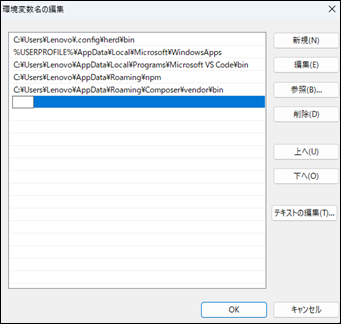 環境変数名の編集
C:¥Users¥Lenovo¥.config¥herd¥bin
%USERPROFILE%¥AppData¥Local¥Microsoft¥WindowsApps
C:¥Users¥Lenovo¥AppData¥Local¥Programs¥Microsoft VS Code¥bin
C:¥Users¥Lenovo¥AppData¥Roaming¥npm
C:¥Users¥Lenovo¥AppData¥Roaming¥Composer¥vendor¥bin
新規(N)
編集(E)
参照(B)...
削除(D)
上へ(U)
下へ(O)
テキストの編集(T)...
OK
キャンセル